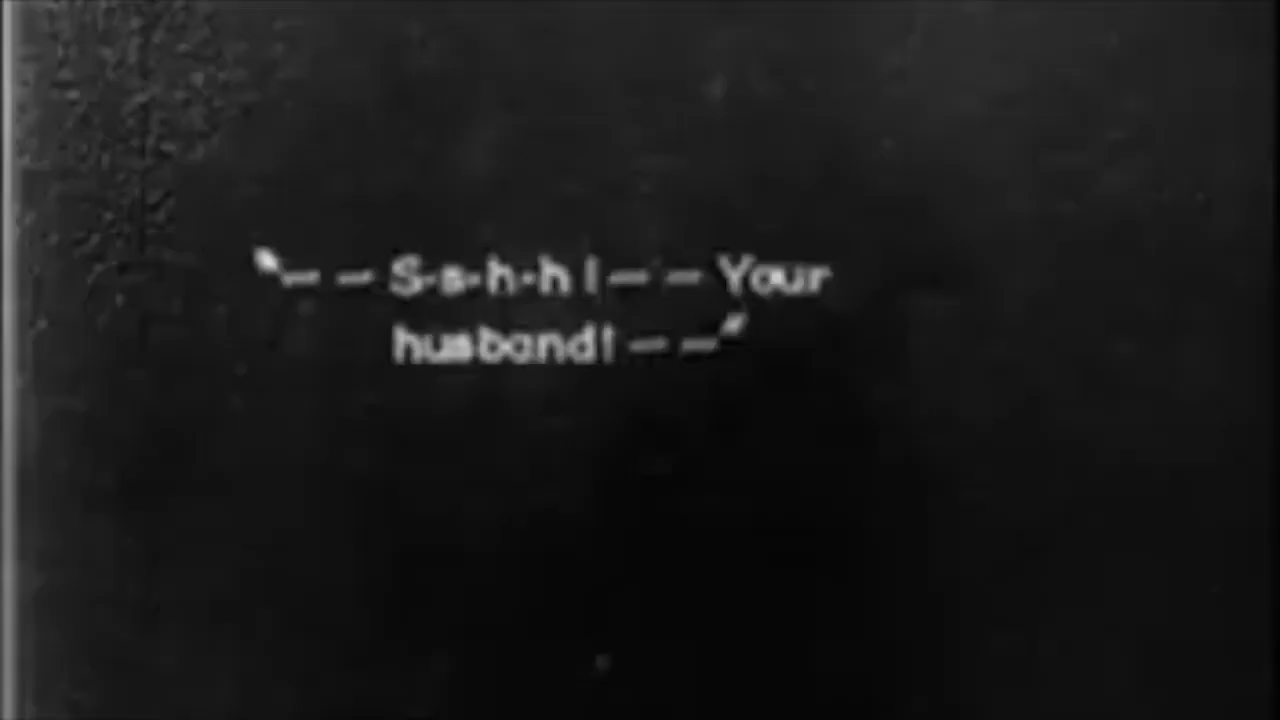 — — S-s-h-h! — — Your
husband! — —